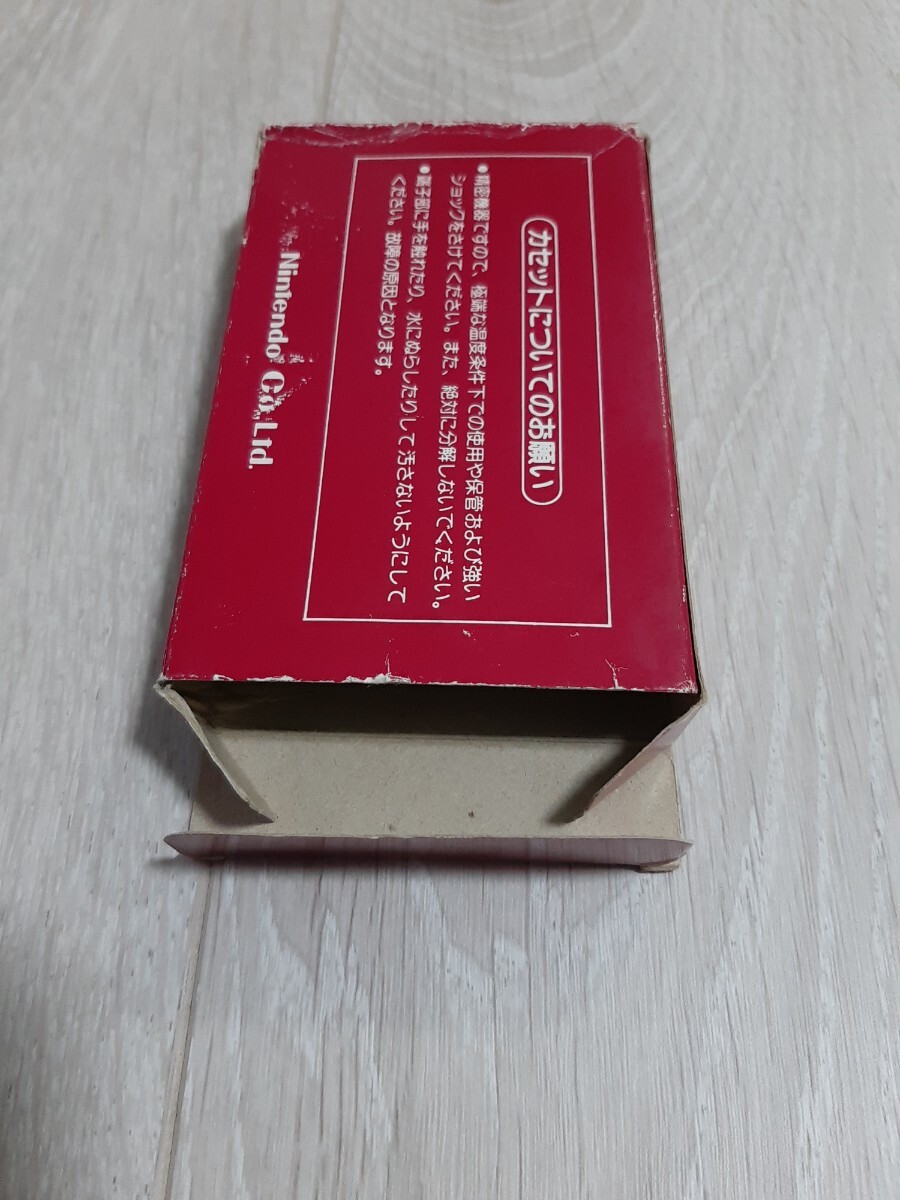 カセットについてのお願い
●精密機器ですので、極端な温度条件下での使用や保管および強い
ショックをさけてください。また、絶対に分解しないでください。
●端子部に手を触れたり、水にぬらしたりして汚さないようにして
ください。故障の原因となります。
Nintendo Co., Ltd.